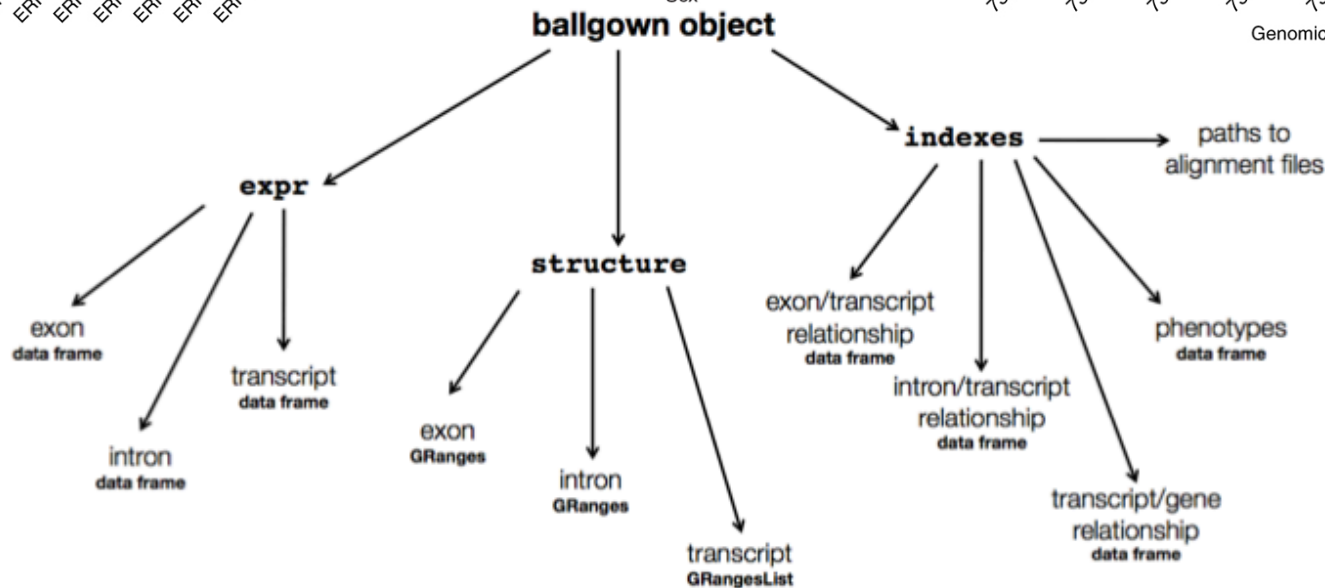 ballgown object
Genomic
indexes
paths to
alignment files
expr
structure
exon
data frame
transcript
data frame
intron
data frame
exon
GRanges
intron
GRanges
transcript
GRangesList
exon/transcript
relationship
data frame
intron/transcript
relationship
data frame
transcript/gene
relationship
data frame
phenotypes
data frame